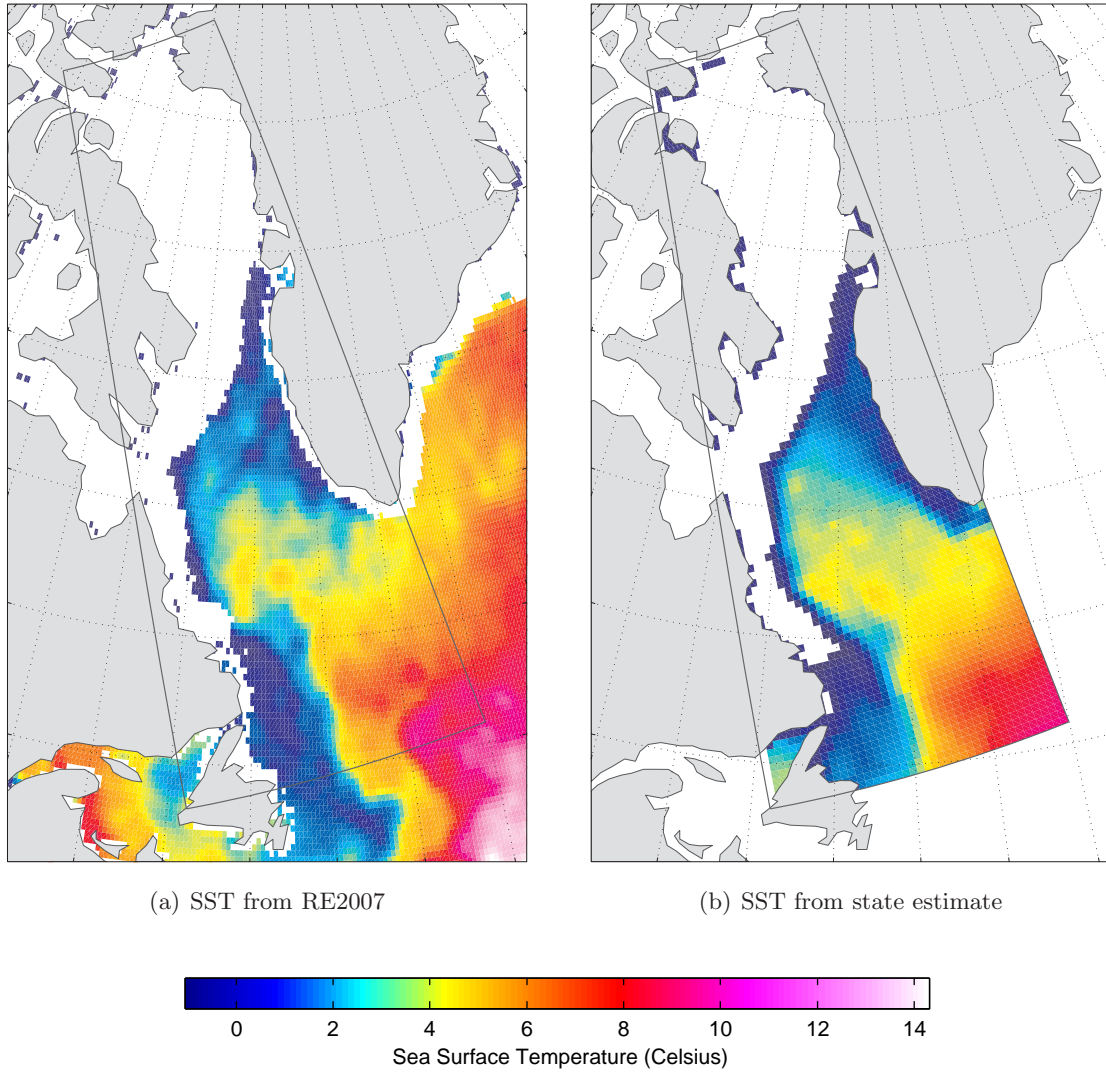 (a) SST from RE2007
(b) SST from state estimate
0 2 4 6 8 10 12 14
Sea Surface Temperature (Celsius)